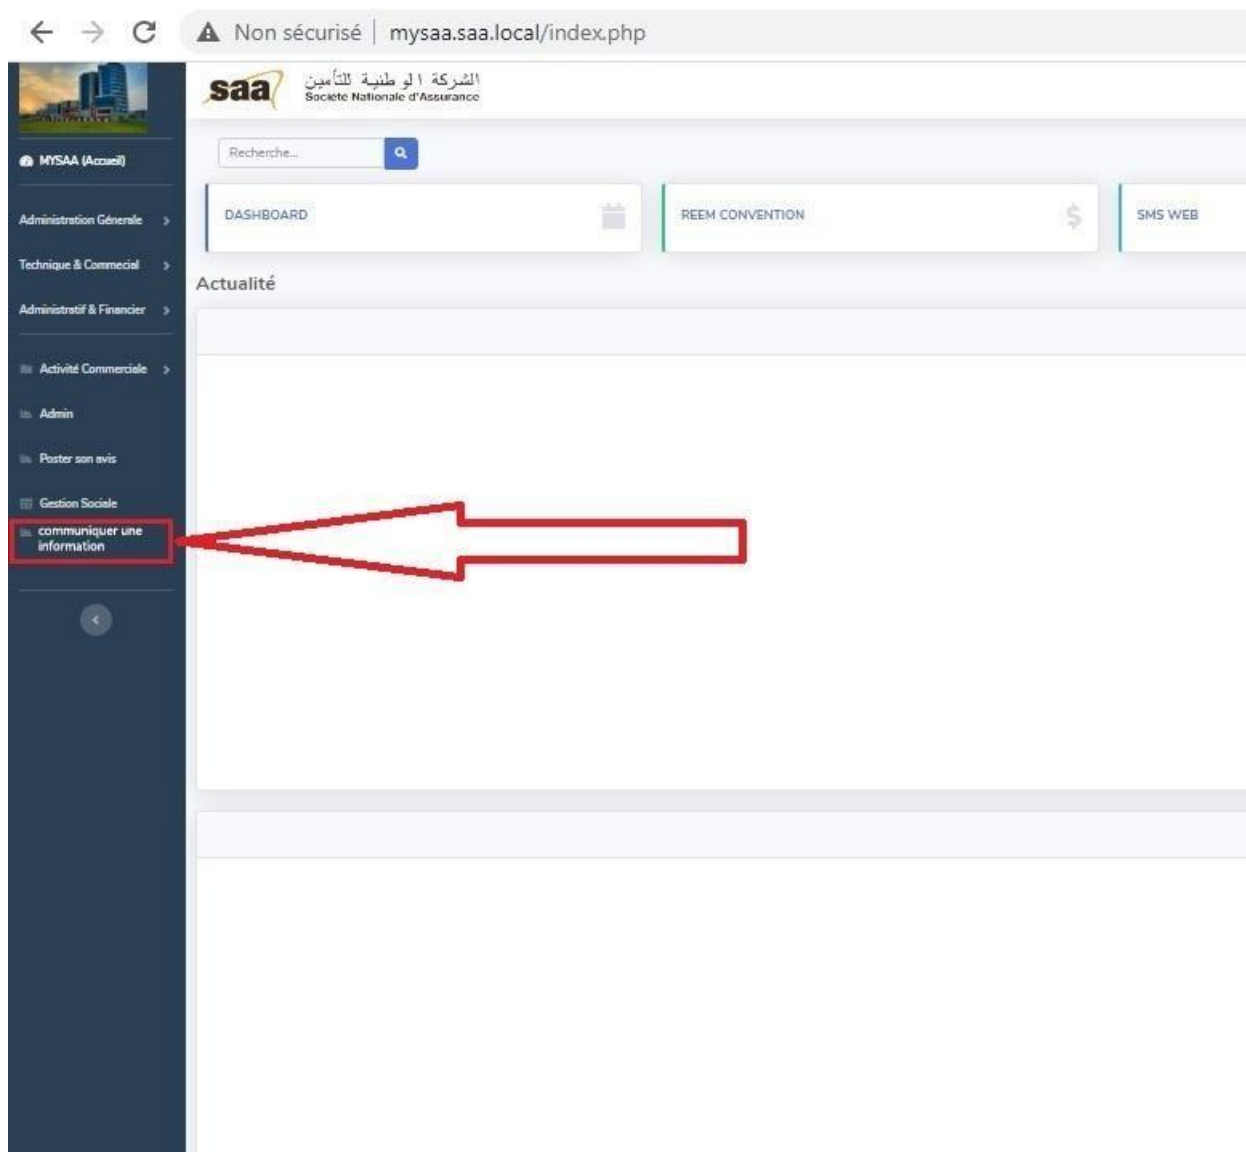 Non sécurisé | mysaa.saa.local/index.php
saa
الشركة الوطنية للتأمين
Societe Nationale d'Assurance
MYSAA (Accueil)
Administration Génerale
Technique & Commecial
Administratif & Financier
Activité Commerciale
Admin
Poster son avis
Gestion Sociale
communiquer une
information
Recherche...
DASHBOARD
REEM CONVENTION
$
SMS WEB
Actualité